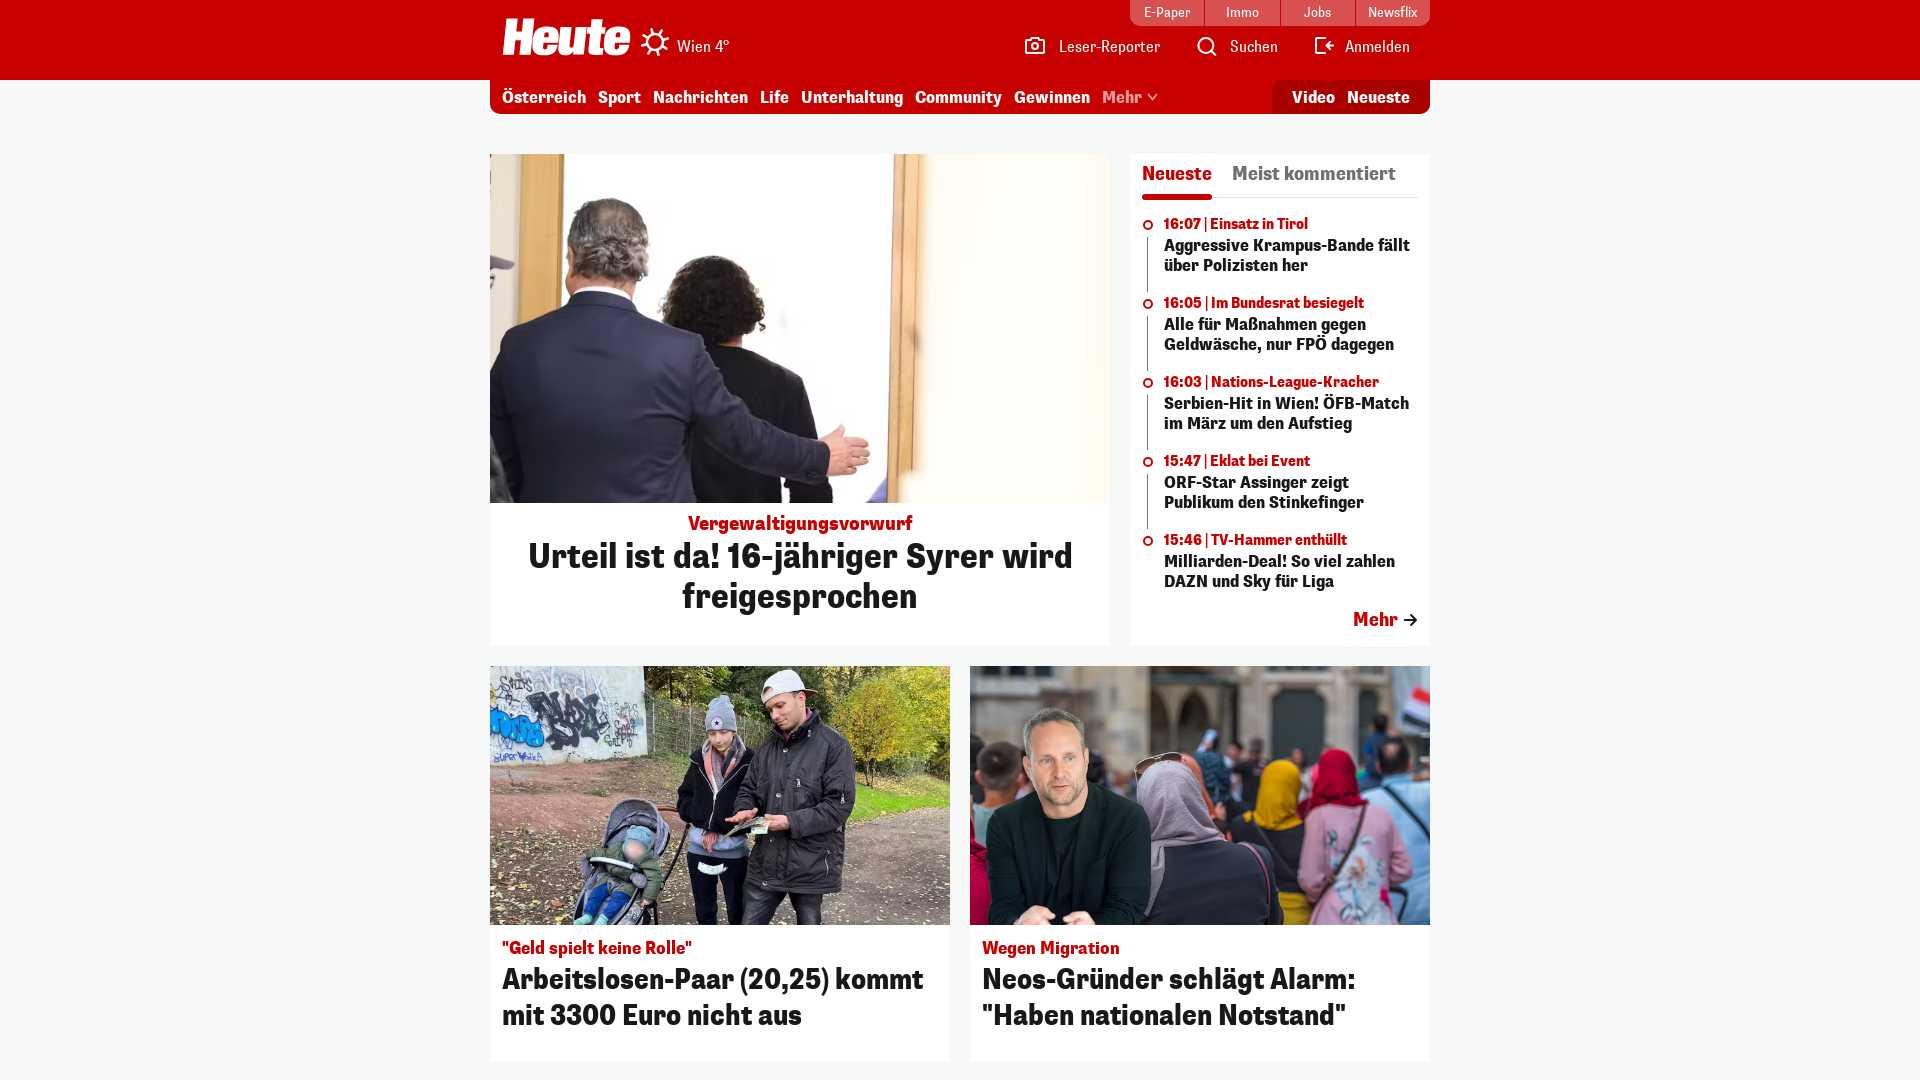 E-Paper
Immo
Jobs
Newsflix
Heute
Wien 4°
Leser-Reporter
Suchen
Anmelden
Österreich
Sport
Nachrichten
Life
Unterhaltung
Community
Gewinnen
Mehr
Video
Neueste
Vergewaltigungsvorwurf
Urteil ist da! 16-jähriger Syrer wird
freigesprochen
Neueste
Meist kommentiert
16:07 | Einsatz in Tirol
Aggressive Krampus-Bande fällt
über Polizisten her
16:05 | Im Bundesrat besiegelt
Alle für Maßnahmen gegen
Geldwäsche, nur FPÖ dagegen
16:03 | Nations-League-Kracher
Serbien-Hit in Wien! ÖFB-Match
im März um den Aufstieg
15:47 | Eklat bei Event
ORF-Star Assinger zeigt
Publikum den Stinkefinger
15:46 | TV-Hammer enthüllt
Milliarden-Deal! So viel zahlen
DAZN und Sky für Liga
Mehr
"Geld spielt keine Rolle"
Arbeitslosen-Paar (20,25) kommt
mit 3300 Euro nicht aus
Wegen Migration
Neos-Gründer schlägt Alarm:
"Haben nationalen Notstand"